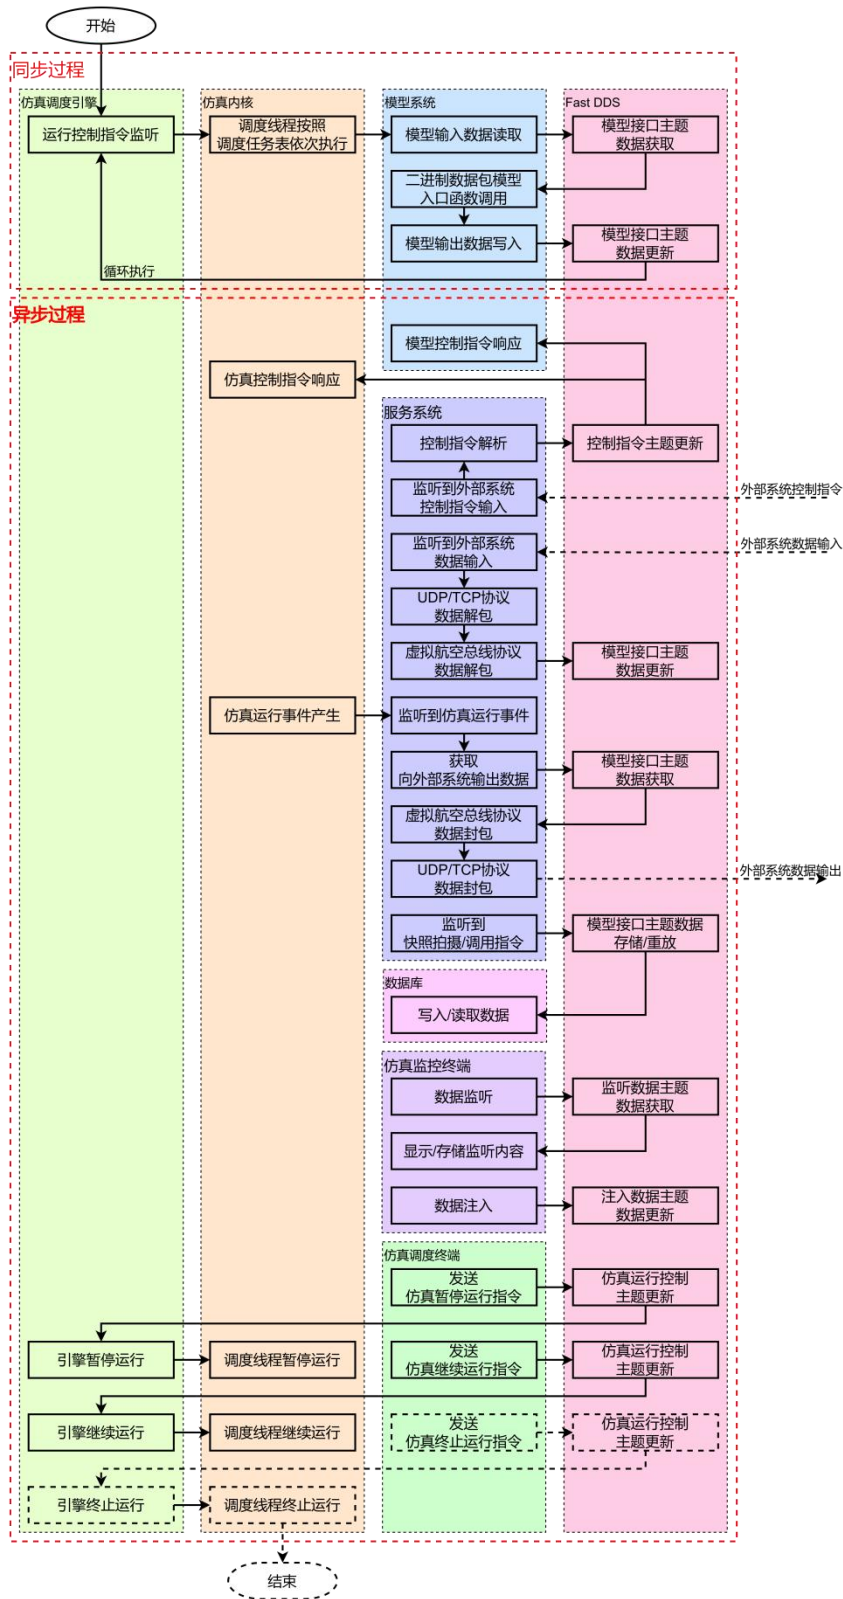 开始
同步过程
仿真调度引擎
仿真内核
模型系统
Fast DDS
运行控制指令监听
调度线程按照
调度任务表依次执行
模型输入数据读取
模型接口主题
数据获取
二进制数据包模型
入口函数调用
模型输出数据写入
模型接口主题
数据更新
循环执行
异步过程
模型控制指令响应
仿真控制指令响应
服务系统
控制指令解析
控制指令主题更新
监听到外部系统
控制指令输入
外部系统控制指令
监听到外部系统
数据输入
外部系统数据输入
UDP/TCP协议
数据解包
虚拟航空总线协议
数据解包
模型接口主题
数据更新
仿真运行事件产生
监听到仿真运行事件
获取
向外部系统输出数据
模型接口主题
数据获取
虚拟航空总线协议
数据封包
UDP/TCP协议
数据封包
外部系统数据输出
监听到
快照拍摄/调用指令
模型接口主题数据
存储/重放
数据库
写入/读取数据
仿真监控终端
数据监听
监听数据主题
数据获取
显示/存储监听内容
数据注入
注入数据主题
数据更新
仿真调度终端
发送
仿真暂停运行指令
仿真运行控制
主题更新
引擎暂停运行
调度线程暂停运行
发送
仿真继续运行指令
仿真运行控制
主题更新
引擎继续运行
调度线程继续运行
发送
仿真终止运行指令
仿真运行控制
主题更新
引擎终止运行
调度线程终止运行
结束